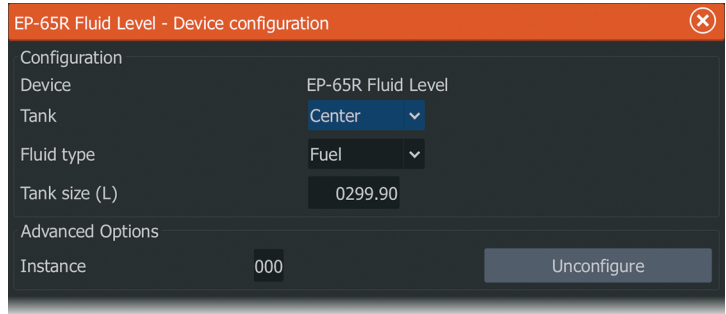 EP-65R Fluid Level - Device configuration
Configuration
Device EP-65R Fluid Level
Tank Center
Fluid type Fuel
Tank size (L) 0299.90
Advanced Options
Instance 000 Unconfigure